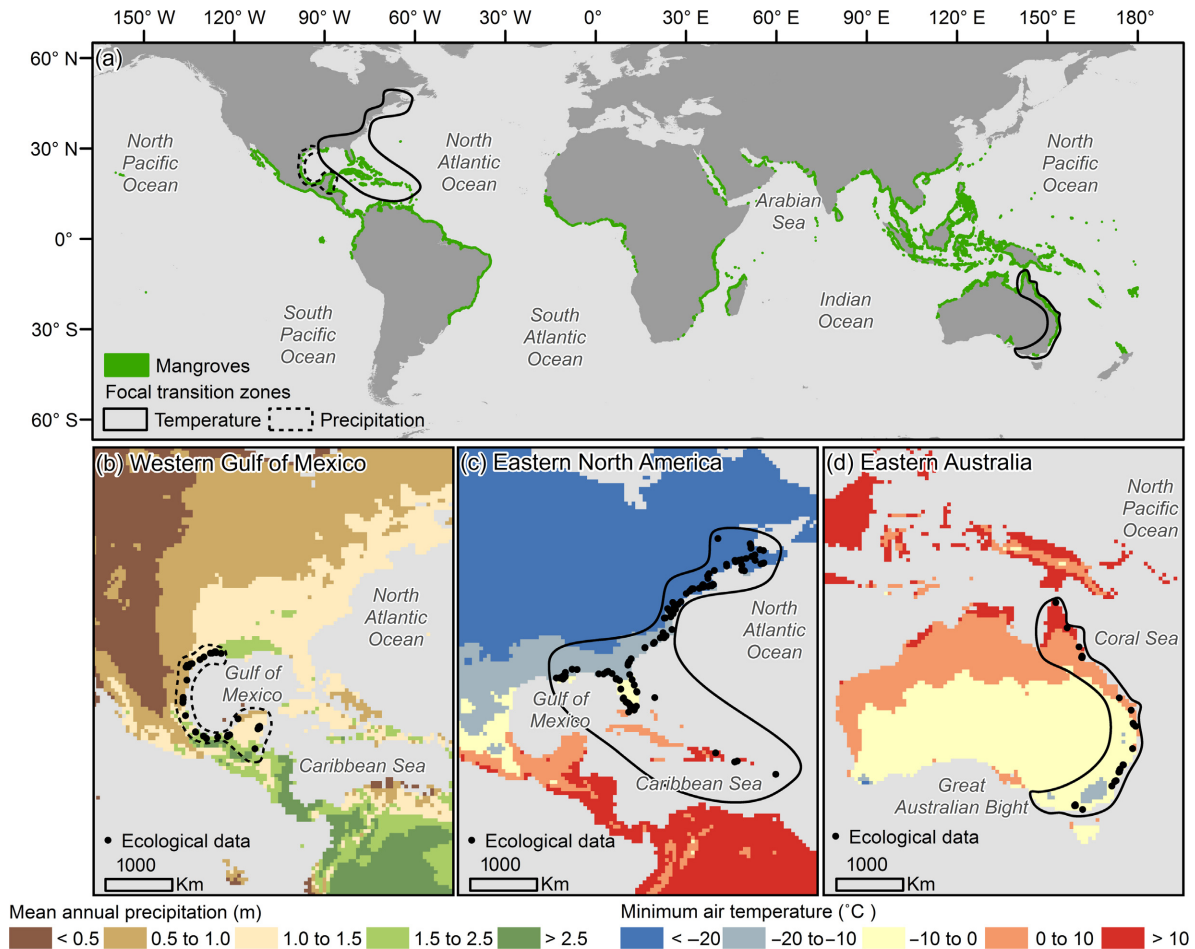 150° W 120° W 90° W 60° W 30° W 0° 30° E 60° E 90° E 120° E 150° E 180°
60° N
30° N
0°
30° S
60° S
(a)
North
Pacific
Ocean
North
Atlantic
Ocean
Arabian
Sea
North
Pacific
Ocean
South
Pacific
Ocean
South
Atlantic
Ocean
Indian
Ocean
Mangroves
Focal transition zones
Temperature Precipitation
(b) Western Gulf of Mexico
North
Atlantic
Ocean
Gulf of
Mexico
Caribbean Sea
Ecological data
1000
Km
(c) Eastern North America
North
Atlantic
Ocean
Gulf of
Mexico
Caribbean Sea
Ecological data
1000
Km
(d) Eastern Australia
North
Pacific
Ocean
Coral Sea
Great
Australian Bight
Ecological data
1000
Km
Mean annual precipitation (m)
< 0.5 0.5 to 1.0 1.0 to 1.5 1.5 to 2.5 > 2.5
Minimum air temperature (˚C )
< −20 −20 to−10 −10 to 0 0 to 10 > 10